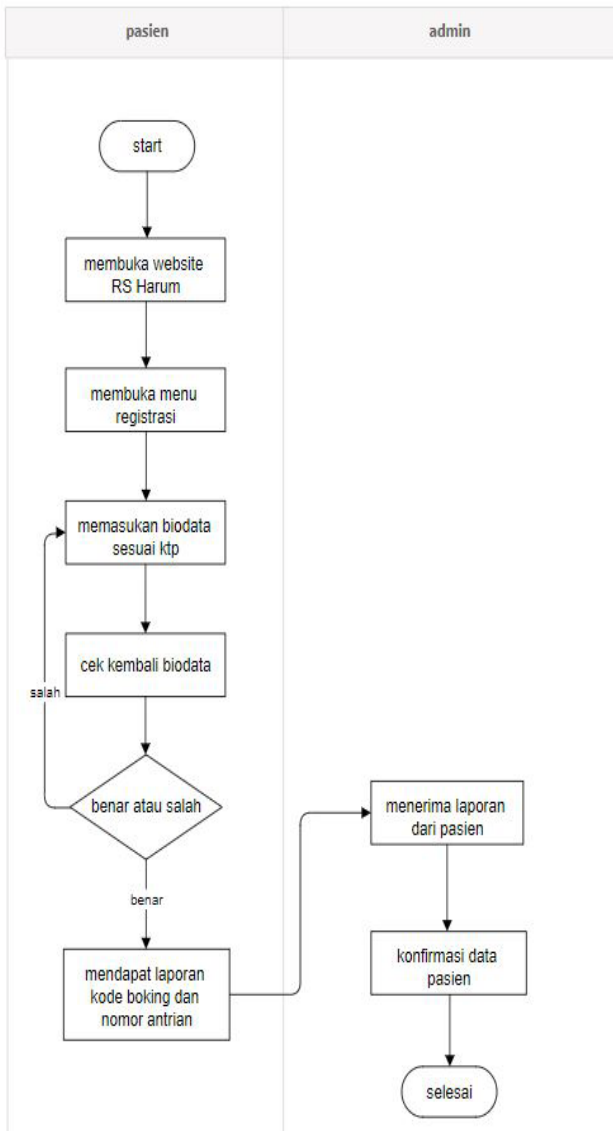 pasien
admin
start
membuka website
RS Harum
membuka menu
registrasi
memasukan biodata
sesuai ktp
cek kembali biodata
salah
benar atau salah
benar
mendapat laporan
kode boking dan
nomor antrian
menerima laporan
dari pasien
konfirmasi data
pasien
selesai